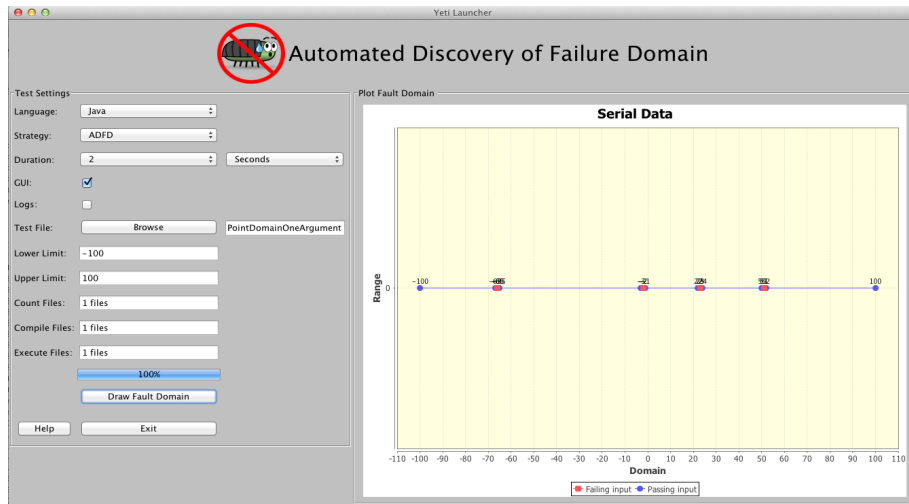 Yeti Launcher
Automated Discovery of Failure Domain
Test Settings
Language: Java
Strategy: ADFD
Duration: 2 Seconds
GUI:
Logs:
Test File: Browse PointDomainOneArgument
Lower Limit: -100
Upper Limit: 100
Count Files: 1 files
Compile Files: 1 files
Execute Files: 1 files
100%
Draw Fault Domain
Help Exit
Plot Fault Domain
Serial Data
Range
0
-100 100
-110 -100 -90 -80 -70 -60 -50 -40 -30 -20 -10 0 10 20 30 40 50 60 70 80 90 100 110
Domain
Failing input Passing input